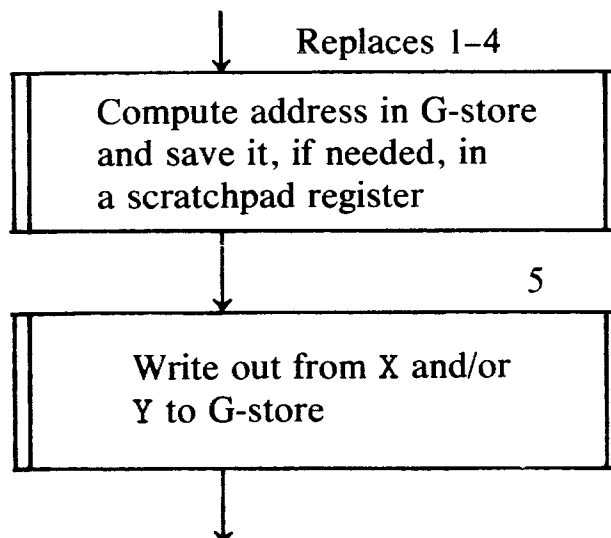 Replaces 1–4
Compute address in G-store
and save it, if needed, in
a scratchpad register
5
Write out from X and/or
Y to G-store